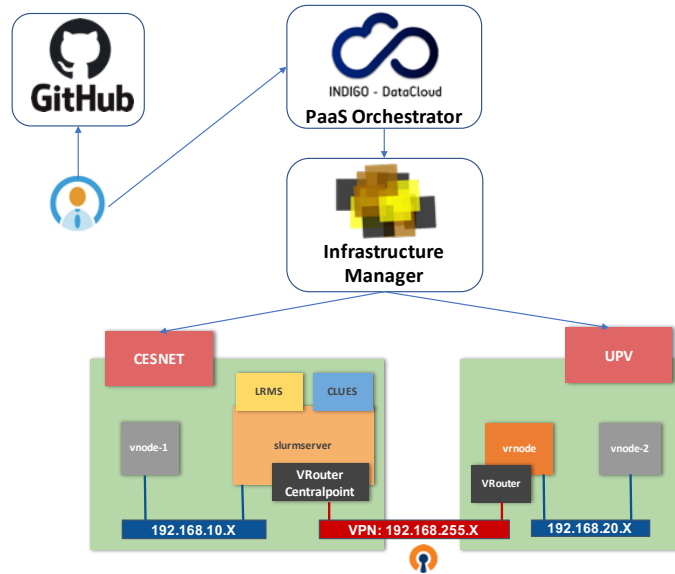 GitHub
INDIGO - DataCloud
PaaS Orchestrator
Infrastructure
Manager
CESNET
UPV
LRMS
CLUES
vnode-1
slurmserver
vrnode
vnode-2
VRouter
Centralpoint
VRouter
192.168.10.X
VPN: 192.168.255.X
192.168.20.X